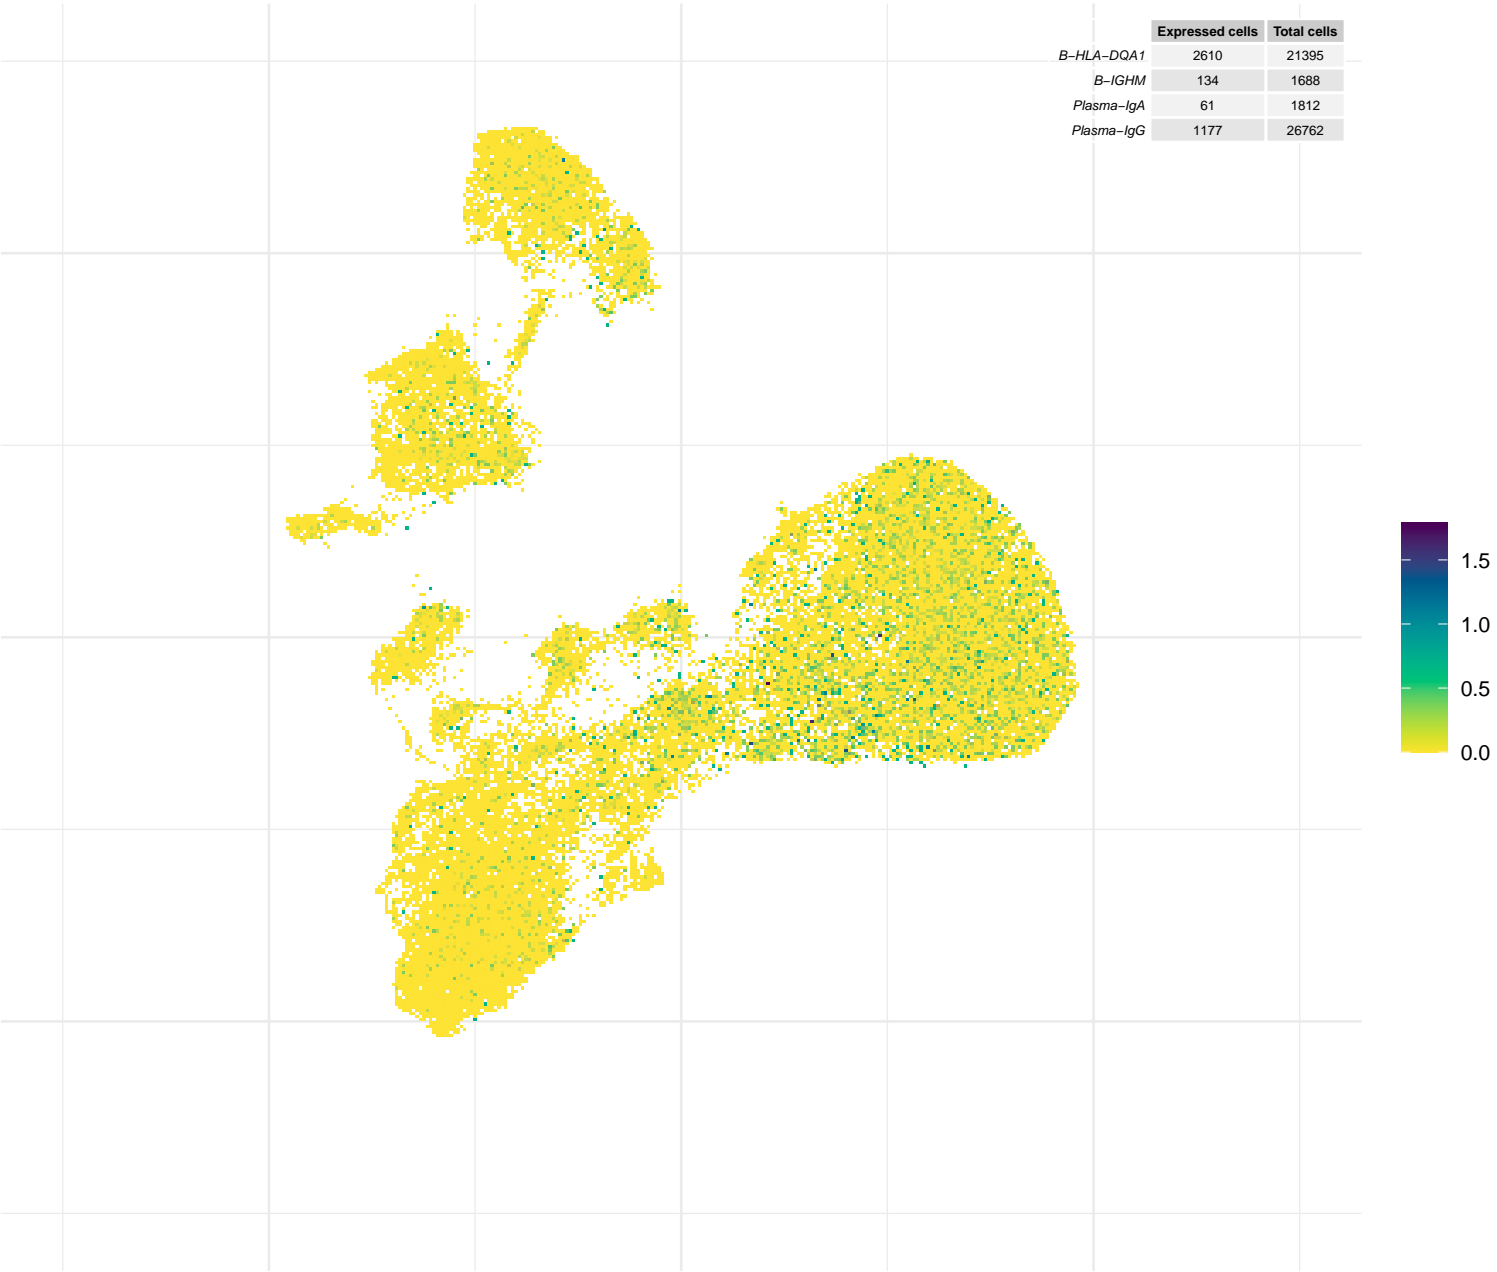 Expressed cells Total cells
B−HLA−DQA1 2610 21395
B−IGHM 134 1688
Plasma−IgA 61 1812
Plasma−IgG 1177 26762
1.5
1.0
0.5
0.0